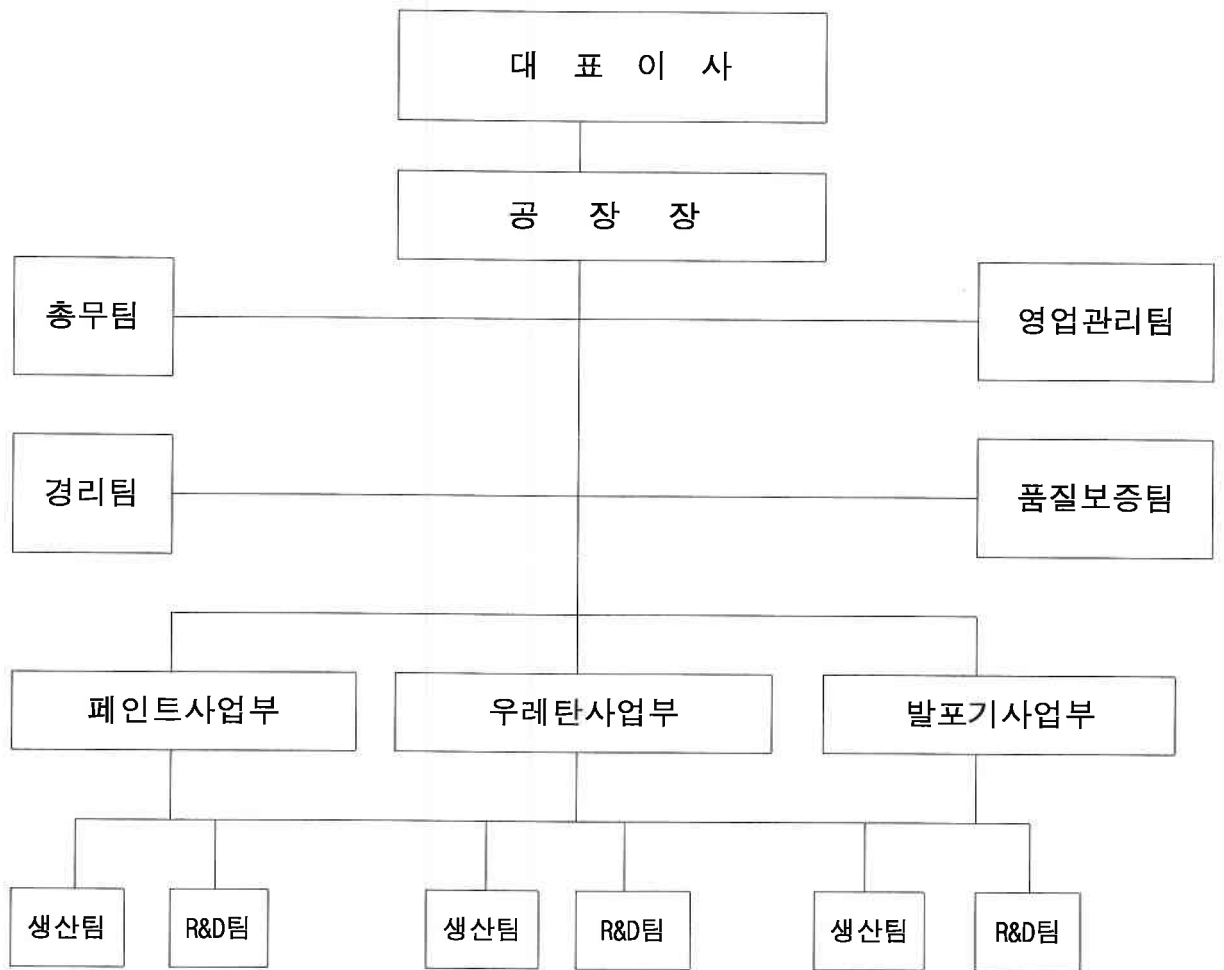 대 표 이 사
공 장 장
총무팀
영업관리팀
경리팀
품질보증팀
페인트사업부
우레탄사업부
발포기사업부
생산팀
R&D팀
생산팀
R&D팀
생산팀
R&D팀